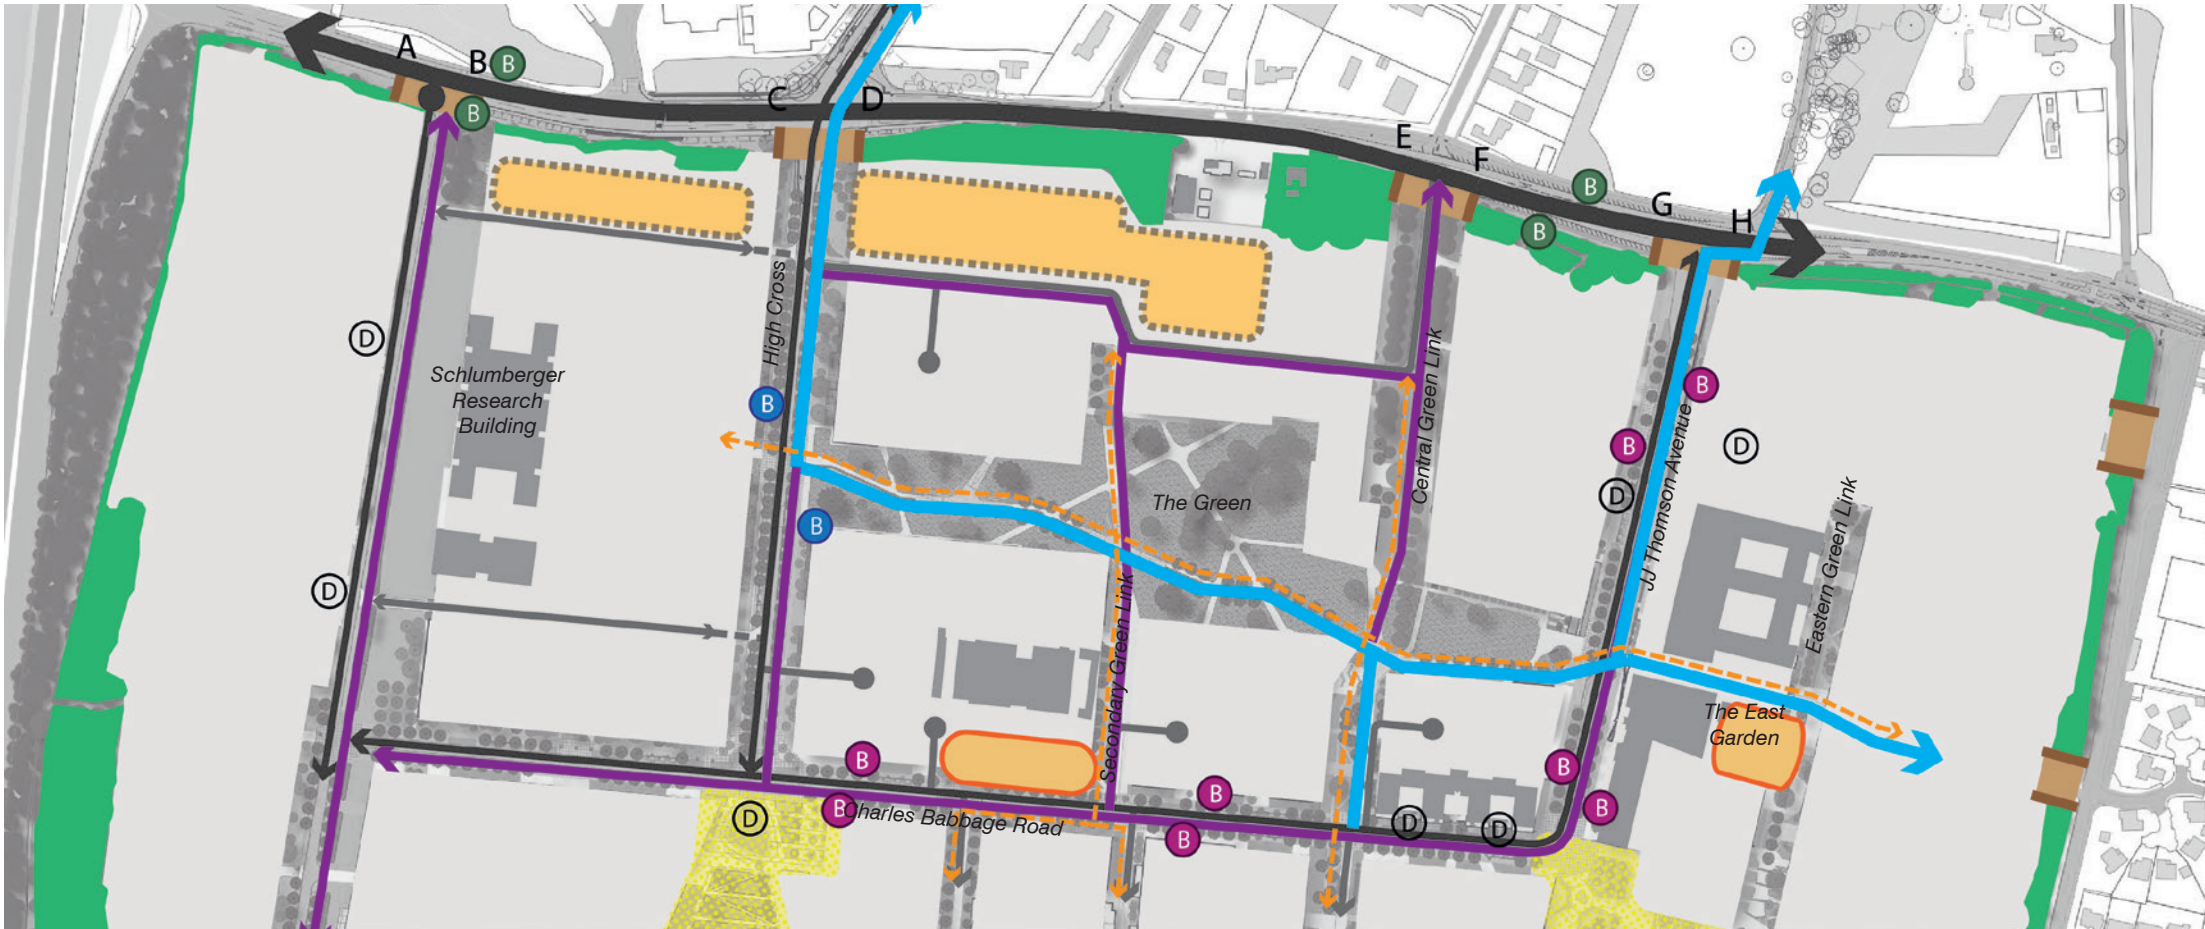 A
B
B
B
C
D
E
F
B
B
G
H
High Cross
D
Schlumberger
Research
Building
Central Green Link
B
B
B
D
D
JJ Thomson Avenue
The Green
B
Eastern Green Link
D
Secondary Green Link
The East
Garden
B
B
B
B
B
B
D
Charles Babbage Road
B
D
D